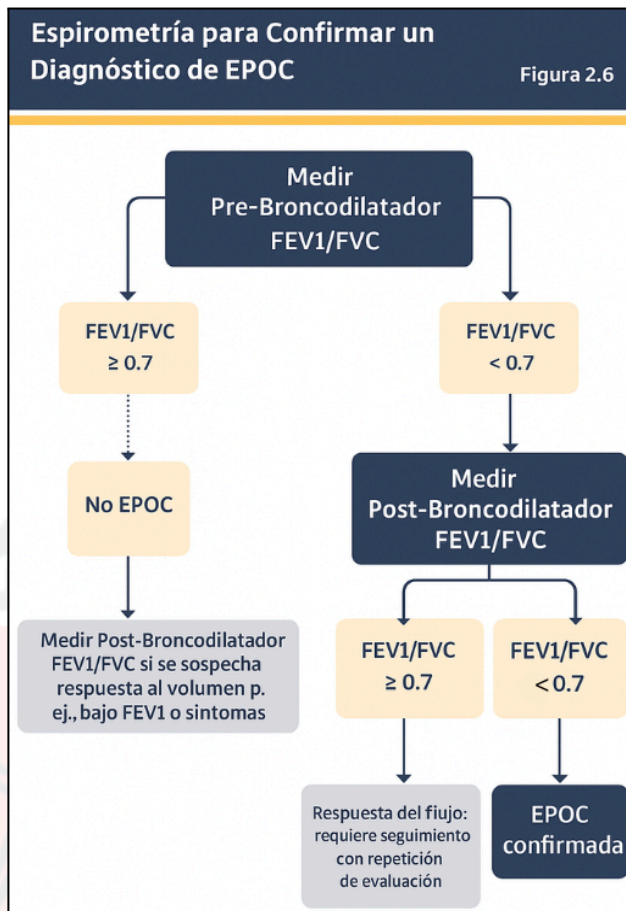 Espirometría para Confirmar un
Diagnóstico de EPOC
Figura 2.6
Medir
Pre-Broncodilatador
FEV1/FVC
FEV1/FVC
≥ 0.7
FEV1/FVC
< 0.7
No EPOC
Medir
Post-Broncodilatador
FEV1/FVC
Medir Post-Broncodilatador
FEV1/FVC si se sospecha
respuesta al volumen p.
ej., bajo FEV1 o sintomas
FEV1/FVC
≥ 0.7
FEV1/FVC
< 0.7
Respuesta del fiujo:
requiere seguimiento
con repetición
de evaluación
EPOC
confirmada